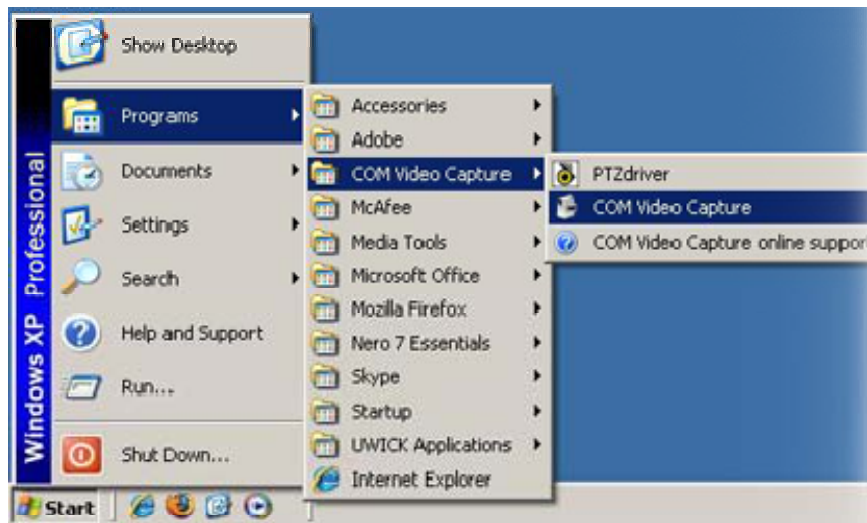 Show Desktop
Programs
Documents
Settings
Search
Help and Support
Run...
Shut Down...
Windows XP Professional
Start
Accessories
Adobe
COM Video Capture
McAfee
Media Tools
Microsoft Office
Mozilla Firefox
Nero 7 Essentials
Skype
Startup
UWICK Applications
Internet Explorer
PTZdriver
COM Video Capture
COM Video Capture online suppor